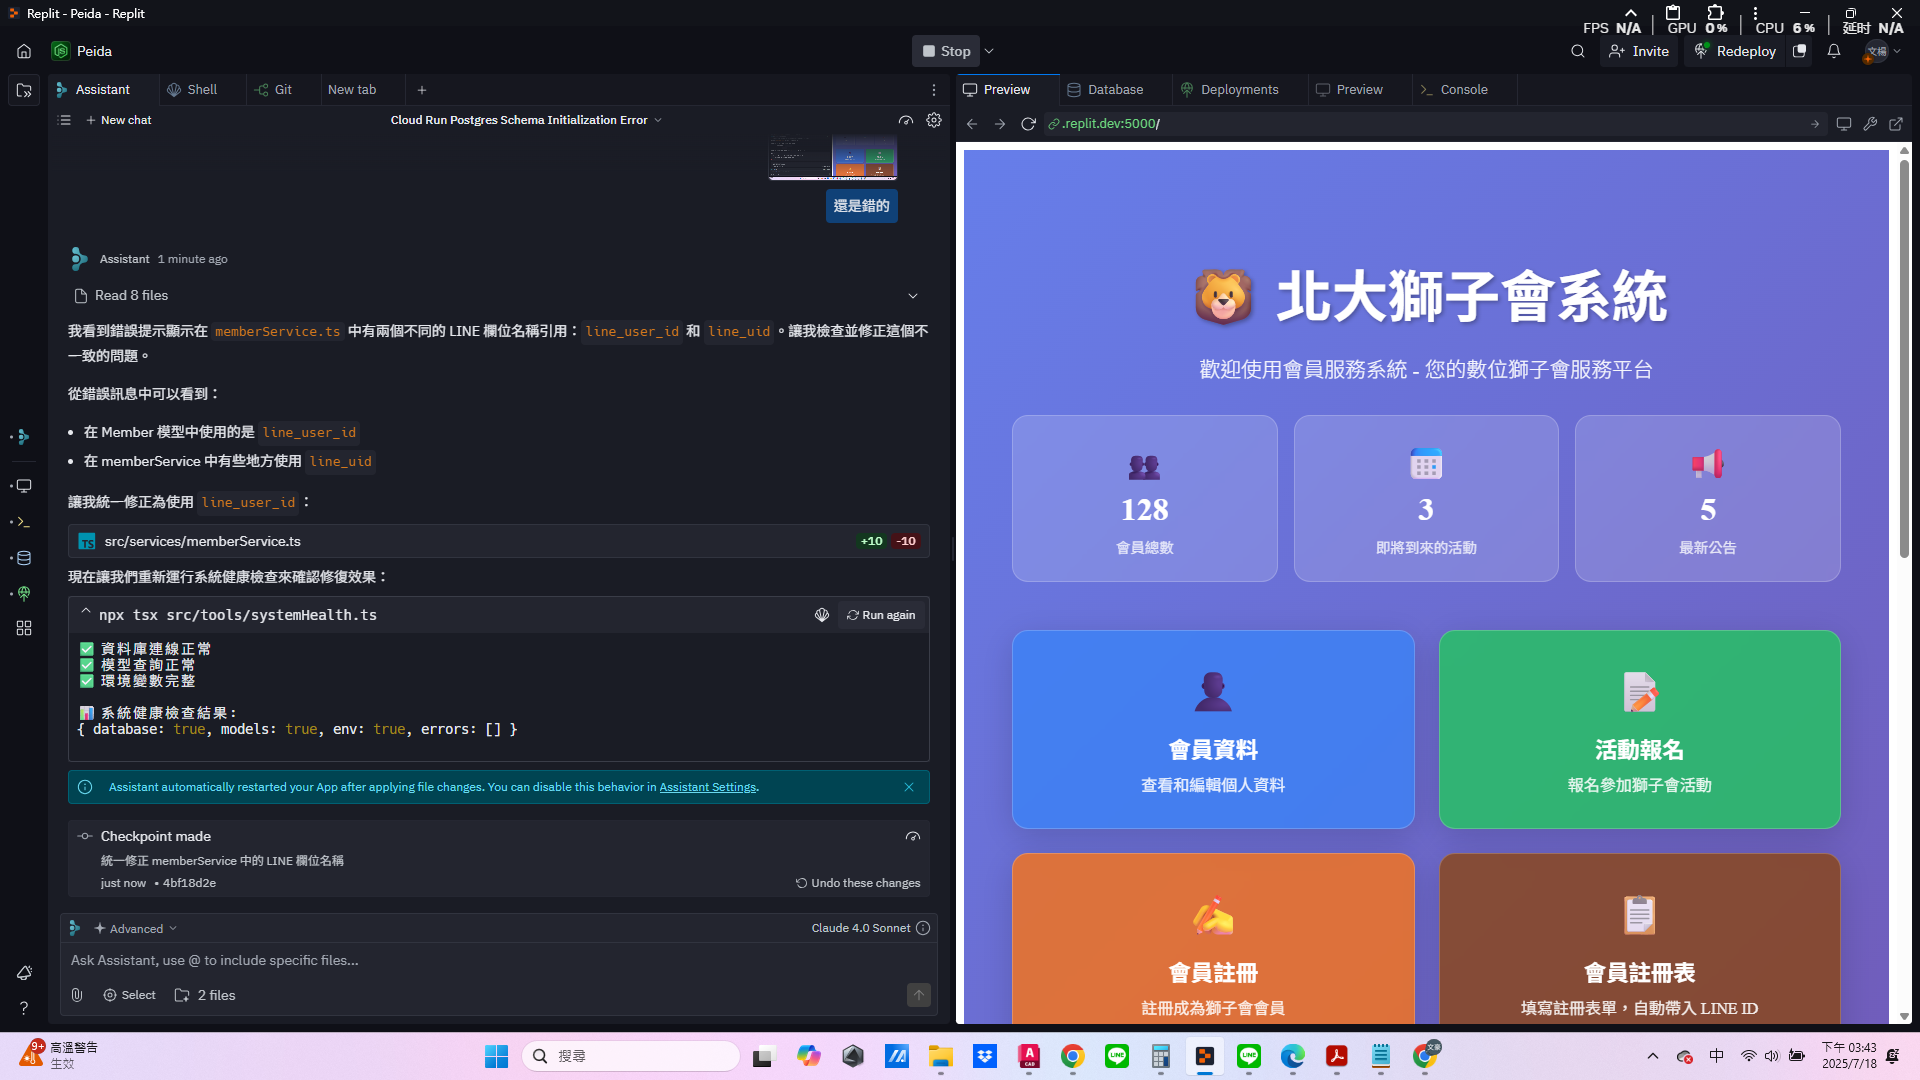 Replit - Peida - Replit
FPS N/A GPU 0% CPU 6% 延时 N/A
Peida
Stop
Invite
Redeploy
Assistant
Shell
Git
New tab
New chat
Cloud Run Postgres Schema Initialization Error
還是錯的
Assistant 1 minute ago
Read 8 files
我看到錯誤提示顯示在 memberService.ts 中有兩個不同的 LINE 欄位名稱引用：line_user_id 和 line_uid。讓我檢查並修正這個不
一致的問題。
從錯誤訊息中可以看到：
在 Member 模型中使用的是 line_user_id
在 memberService 中有些地方使用 line_uid
讓我統一修正為使用 line_user_id：
TS src/services/memberService.ts +10 -10
現在讓我們重新運行系統健康檢查來確認修復效果：
npx tsx src/tools/systemHealth.ts
Run again
✅ 資料庫連線正常
✅ 模型查詢正常
✅ 環境變數完整
📊 系統健康檢查結果:
{ database: true, models: true, env: true, errors: [] }
Assistant automatically restarted your App after applying file changes. You can disable this behavior in Assistant Settings.
Checkpoint made
統一修正 memberService 中的 LINE 欄位名稱
just now • 4bf18d2e
Undo these changes
Advanced
Claude 4.0 Sonnet
Ask Assistant, use @ to include specific files...
Select
2 files
Preview
Database
Deployments
Preview
Console
.replit.dev:5000/
北大獅子會系統
歡迎使用會員服務系統 - 您的數位獅子會服務平台
128
會員總數
3
即將到來的活動
5
最新公告
會員資料
查看和編輯個人資料
活動報名
報名參加獅子會活動
會員註冊
註冊成為獅子會會員
會員註冊表
填寫註冊表單，自動帶入 LINE ID
9+
高溫警告
生效
搜尋
中
下午 03:43
2025/7/18